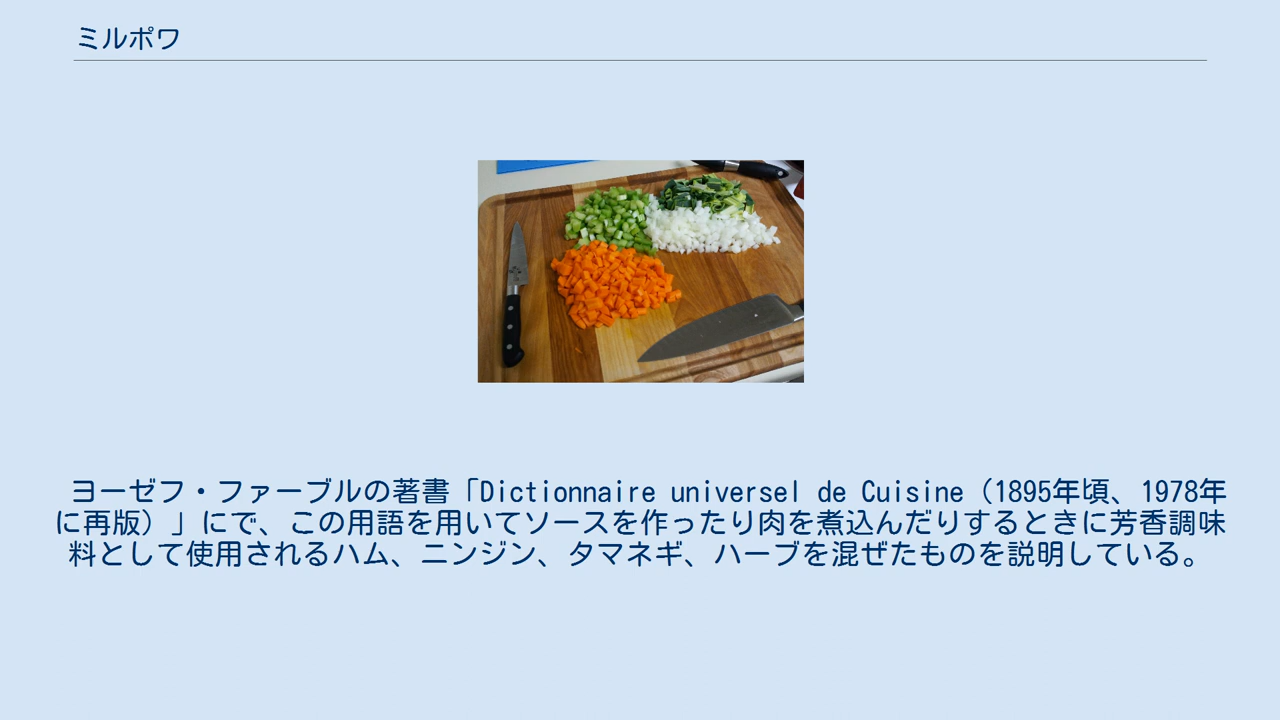 ミルポワ
ヨーゼフ・ファーブルの著書「Dictionnaire universel de Cuisine（1895年頃、1978年
に再版）」にで、この用語を用いてソースを作ったり肉を煮込んだりするときに芳香調味
料として使用されるハム、ニンジン、タマネギ、ハーブを混ぜたものを説明している。